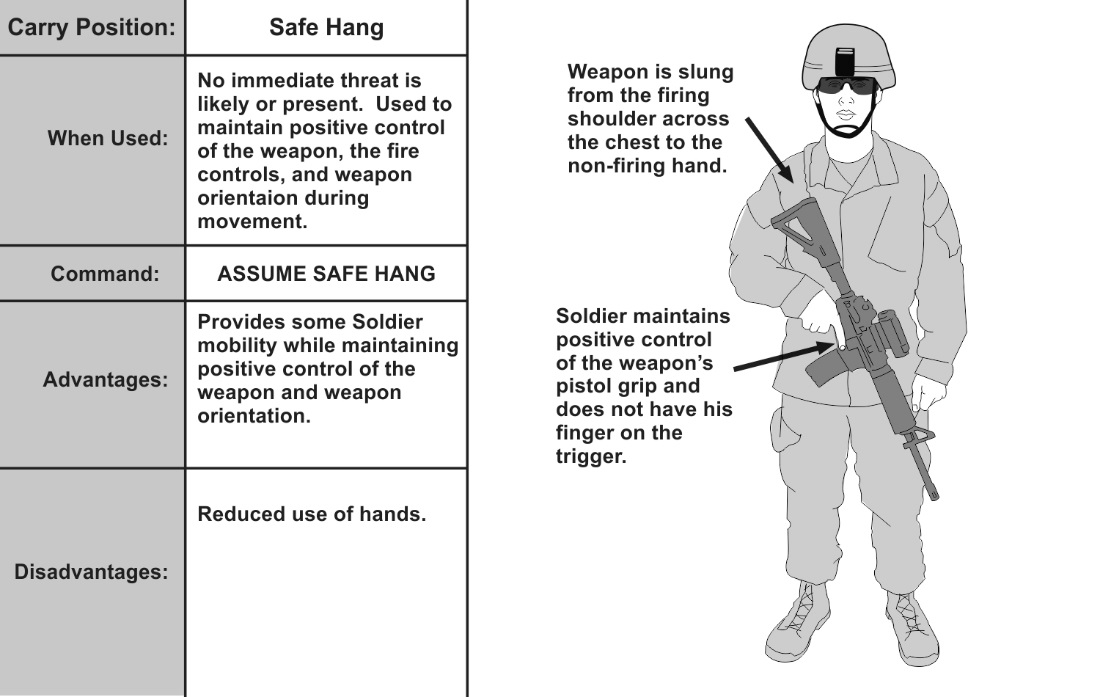 Carry Position:
Safe Hang
When Used:
No immediate threat is
likely or present.  Used to
maintain positive control
of the weapon, the fire
controls, and weapon
orientaion during
movement.
Command:
ASSUME SAFE HANG
Advantages:
Provides some Soldier
mobility while maintaining
positive control of the
weapon and weapon
orientation.
Disadvantages:
Reduced use of hands.
Weapon is slung
from the firing
shoulder across
the chest to the
non-firing hand.
Soldier maintains
positive control
of the weapon’s
pistol grip and
does not have his
finger on the
trigger.